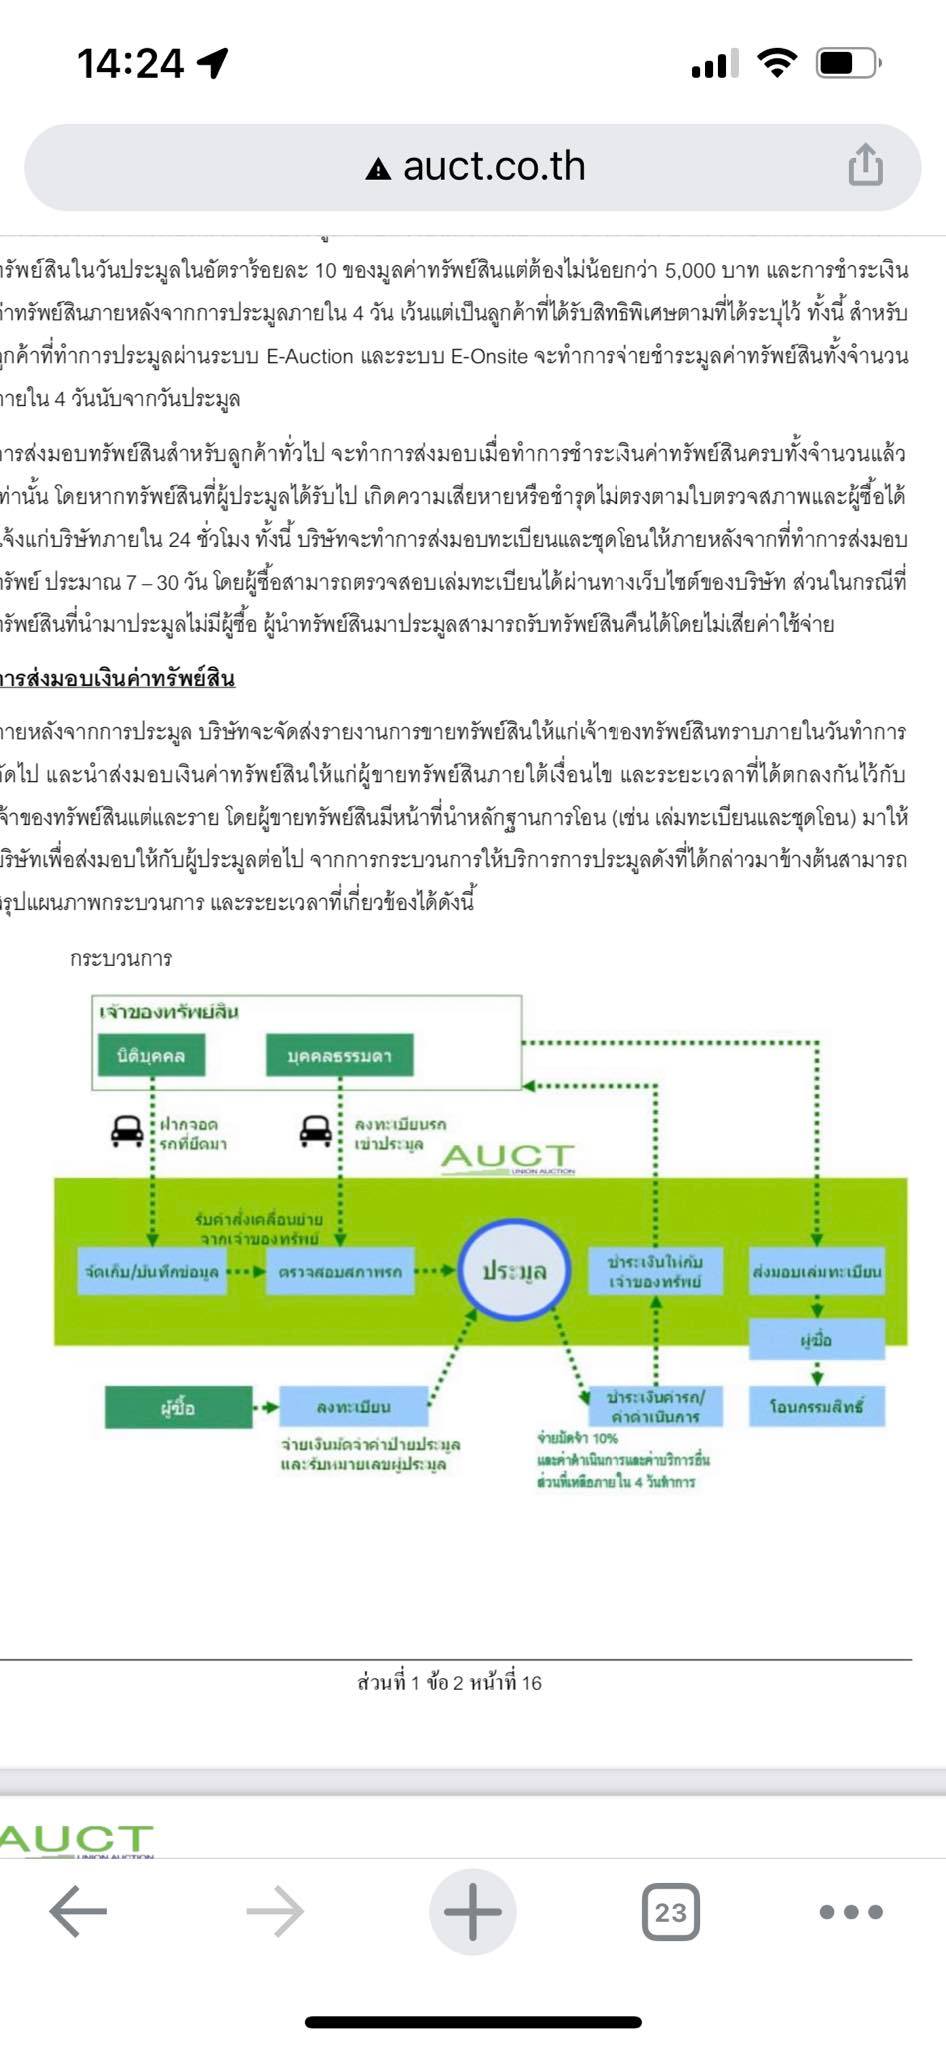 14:24
auct.co.th
ทรัพย์สินในวันประมูลในอัตราร้อยละ 10 ของมูลค่าทรัพย์สินแต่ต้องไม่น้อยกว่า 5,000 บาท และการชำระเงิน
ค่าทรัพย์สินภายหลังจากการประมูลภายใน 4 วัน เว้นแต่เป็นลูกค้าที่ได้รับสิทธิพิเศษตามที่ได้ระบุไว้ ทั้งนี้ สำหรับ
ลูกค้าที่ทำการประมูลผ่านระบบ E-Auction และระบบ E-Onsite จะทำการจ่ายชำระมูลค่าทรัพย์สินทั้งจำนวน
ภายใน 4 วันนับจากวันประมูล
การส่งมอบทรัพย์สินสำหรับลูกค้าทั่วไป จะทำการส่งมอบเมื่อทำการชำระเงินค่าทรัพย์สินครบทั้งจำนวนแล้ว
เท่านั้น โดยหากทรัพย์สินที่ผู้ประมูลได้รับไป เกิดความเสียหายหรือชำรุดไม่ตรงตามใบตรวจสภาพและผู้ซื้อได้
แจ้งแก่บริษัทภายใน 24 ชั่วโมง ทั้งนี้ บริษัทจะทำการส่งมอบทะเบียนและชุดโอนให้ภายหลังจากที่ทำการส่งมอบ
ทรัพย์ ประมาณ 7 – 30 วัน โดยผู้ซื้อสามารถตรวจสอบเล่มทะเบียนได้ผ่านทางเว็บไซต์ของบริษัท ส่วนในกรณีที่
ทรัพย์สินที่นำมาประมูลไม่มีผู้ซื้อ ผู้นำทรัพย์สินมาประมูลสามารถรับทรัพย์สินคืนได้โดยไม่เสียค่าใช้จ่าย
การส่งมอบเงินค่าทรัพย์สิน
ภายหลังจากการประมูล บริษัทจะจัดส่งรายงานการขายทรัพย์สินให้แก่เจ้าของทรัพย์สินทราบภายในวันทำการ
ถัดไป และนำส่งมอบเงินค่าทรัพย์สินให้แก่ผู้ขายทรัพย์สินภายใต้เงื่อนไข และระยะเวลาที่ได้ตกลงกันไว้กับ
เจ้าของทรัพย์สินแต่และราย โดยผู้ขายทรัพย์สินมีหน้าที่นำหลักฐานการโอน (เช่น เล่มทะเบียนและชุดโอน) มาให้
บริษัทเพื่อส่งมอบให้กับผู้ประมูลต่อไป จากการกระบวนการให้บริการการประมูลดังที่ได้กล่าวมาข้างต้นสามารถ
สรุปแผนภาพกระบวนการ และระยะเวลาที่เกี่ยวข้องได้ดังนี้
กระบวนการ
เจ้าของทรัพย์สิน
นิติบุคคล
บุคคลธรรมดา
ฝากจอด
รถที่ยึดมา
ลงทะเบียนรถ
เข้าประมูล
AUCT
UNION AUCTION
รับคำสั่งเคลื่อนย้าย
จากเจ้าของทรัพย์
จัดเก็บ/บันทึกข้อมูล
ตรวจสอบสภาพรถ
ประมูล
ชำระเงินให้กับ
เจ้าของทรัพย์
ส่งมอบเล่มทะเบียน
ผู้ซื้อ
ผู้ซื้อ
ลงทะเบียน
ชำระเงินค่ารถ/
ค่าดำเนินการ
โอนกรรมสิทธิ์
จ่ายเงินมัดจำค่าป้ายประมูล
และรับหมายเลขผู้ประมูล
จ่ายมัดจำ 10%
และค่าดำเนินการและค่าบริการอื่น
ส่วนที่เหลือภายใน 4 วันทำการ
ส่วนที่ 1 ข้อ 2 หน้าที่ 16
AUCT
UNION AUCTION
23